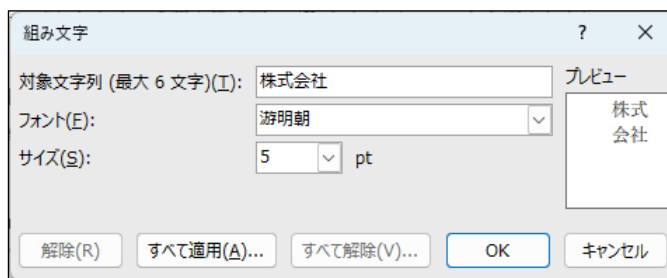 組み文字
対象文字列 (最大 6 文字)(T): 株式会社
プレビュー
株式
会社
フォント(F): 游明朝
サイズ(S): 5 pt
解除(R) すべて適用(A)... すべて解除(V)... OK キャンセル